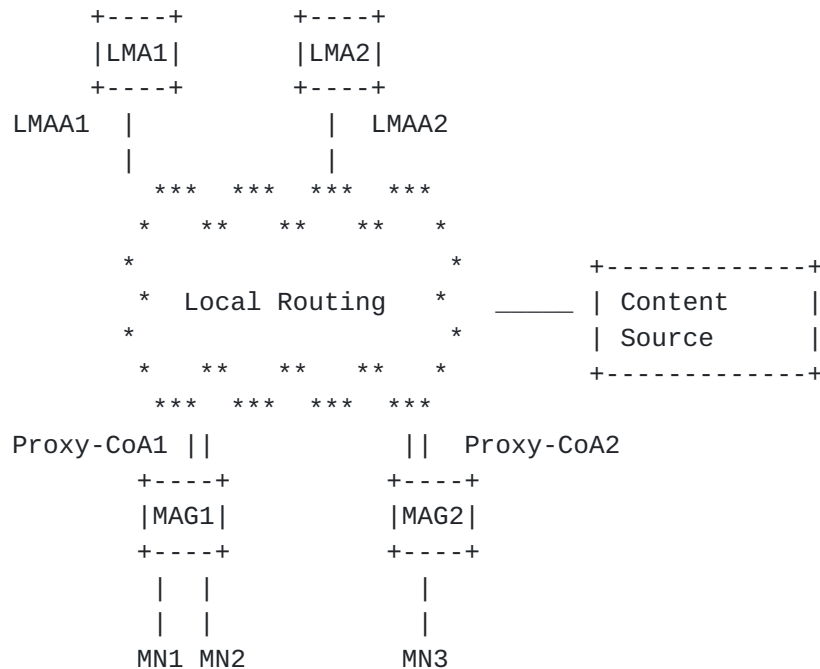 LMA1 LMA2
LMAA1 LMAA2
Local Routing Content
Source
Proxy-CoA1 Proxy-CoA2
MAG1 MAG2
MN1 MN2 MN3